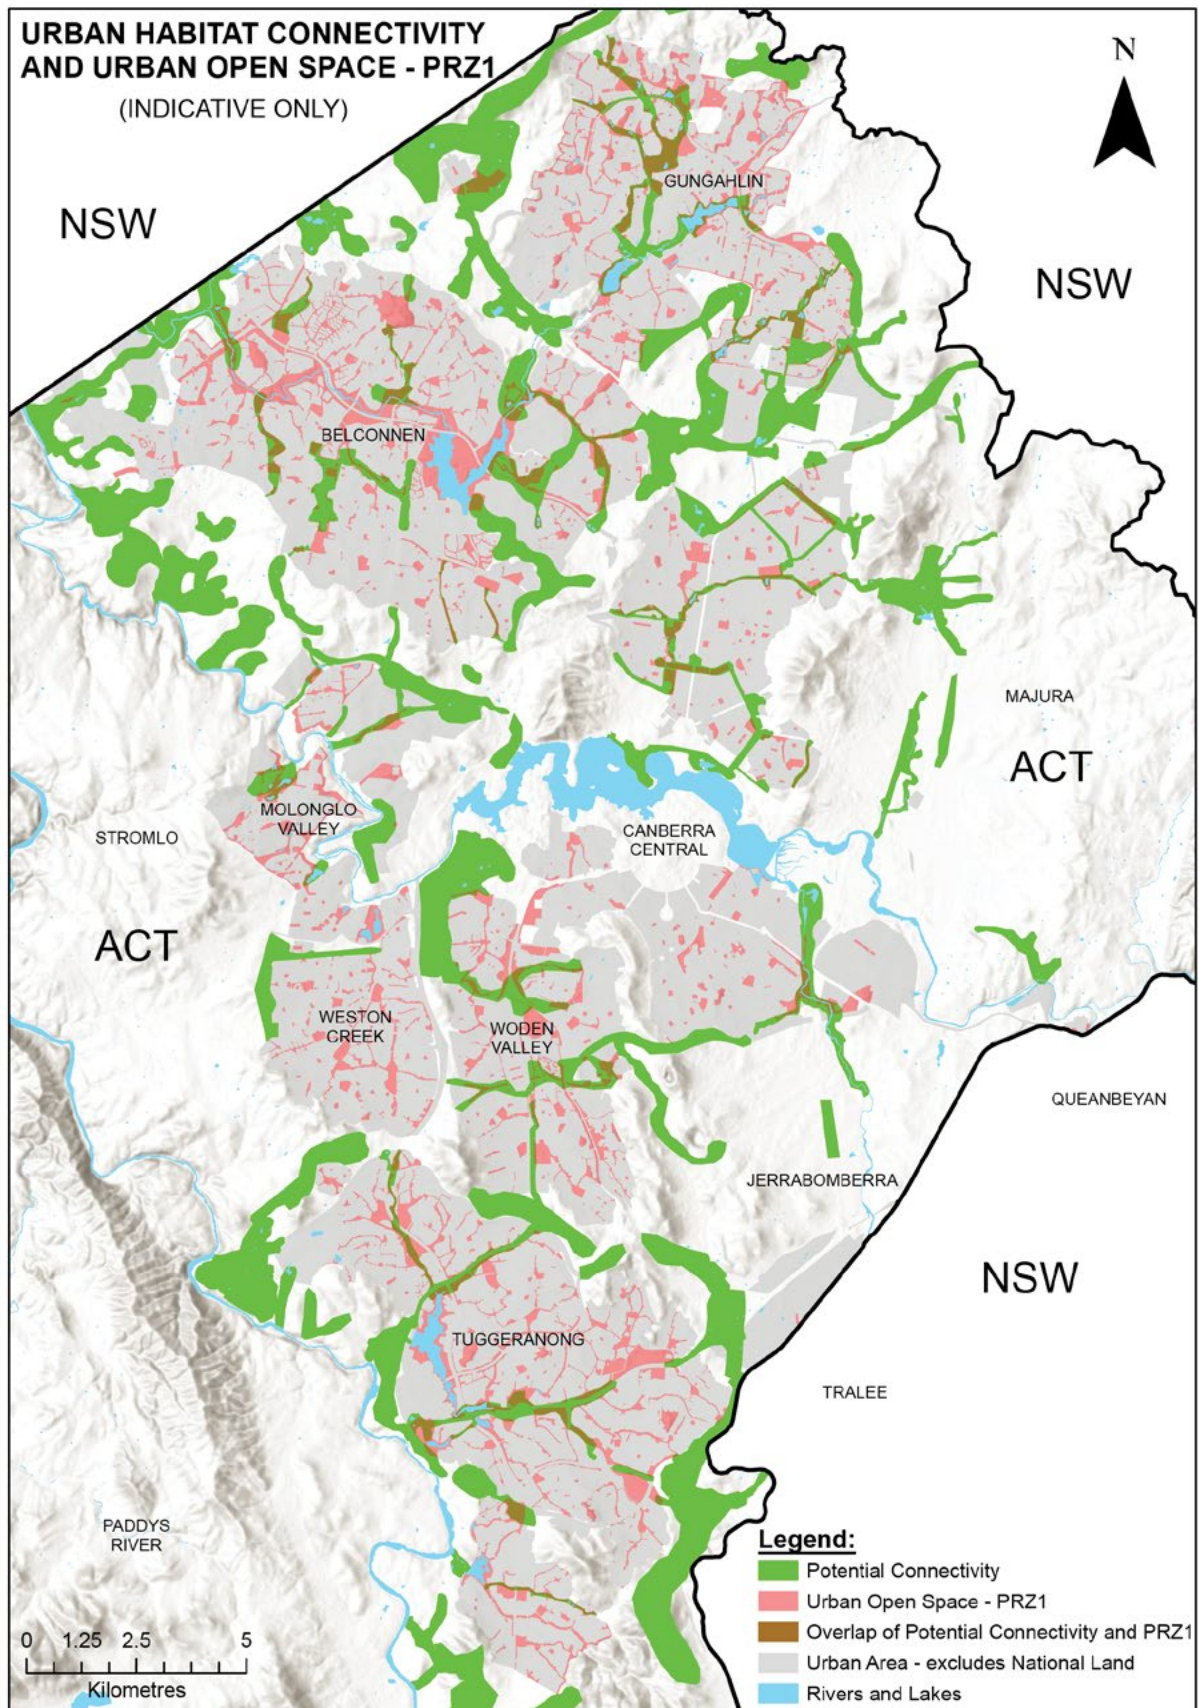 URBAN HABITAT CONNECTIVITY
AND URBAN OPEN SPACE - PRZ1
(INDICATIVE ONLY)
N
NSW
GUNGAHLIN
NSW
BELCONNEN
MAJURA
ACT
MOLONGLO
VALLEY
STROMLO
CANBERRA
CENTRAL
ACT
WESTON
CREEK
WODEN
VALLEY
QUEANBEYAN
JERRABOMBERRA
NSW
TUGGERANONG
TRALEE
PADDYS
RIVER
Legend:
Potential Connectivity
Urban Open Space - PRZ1
Overlap of Potential Connectivity and PRZ1
Urban Area - excludes National Land
Rivers and Lakes
0 1.25 2.5 5
Kilometres